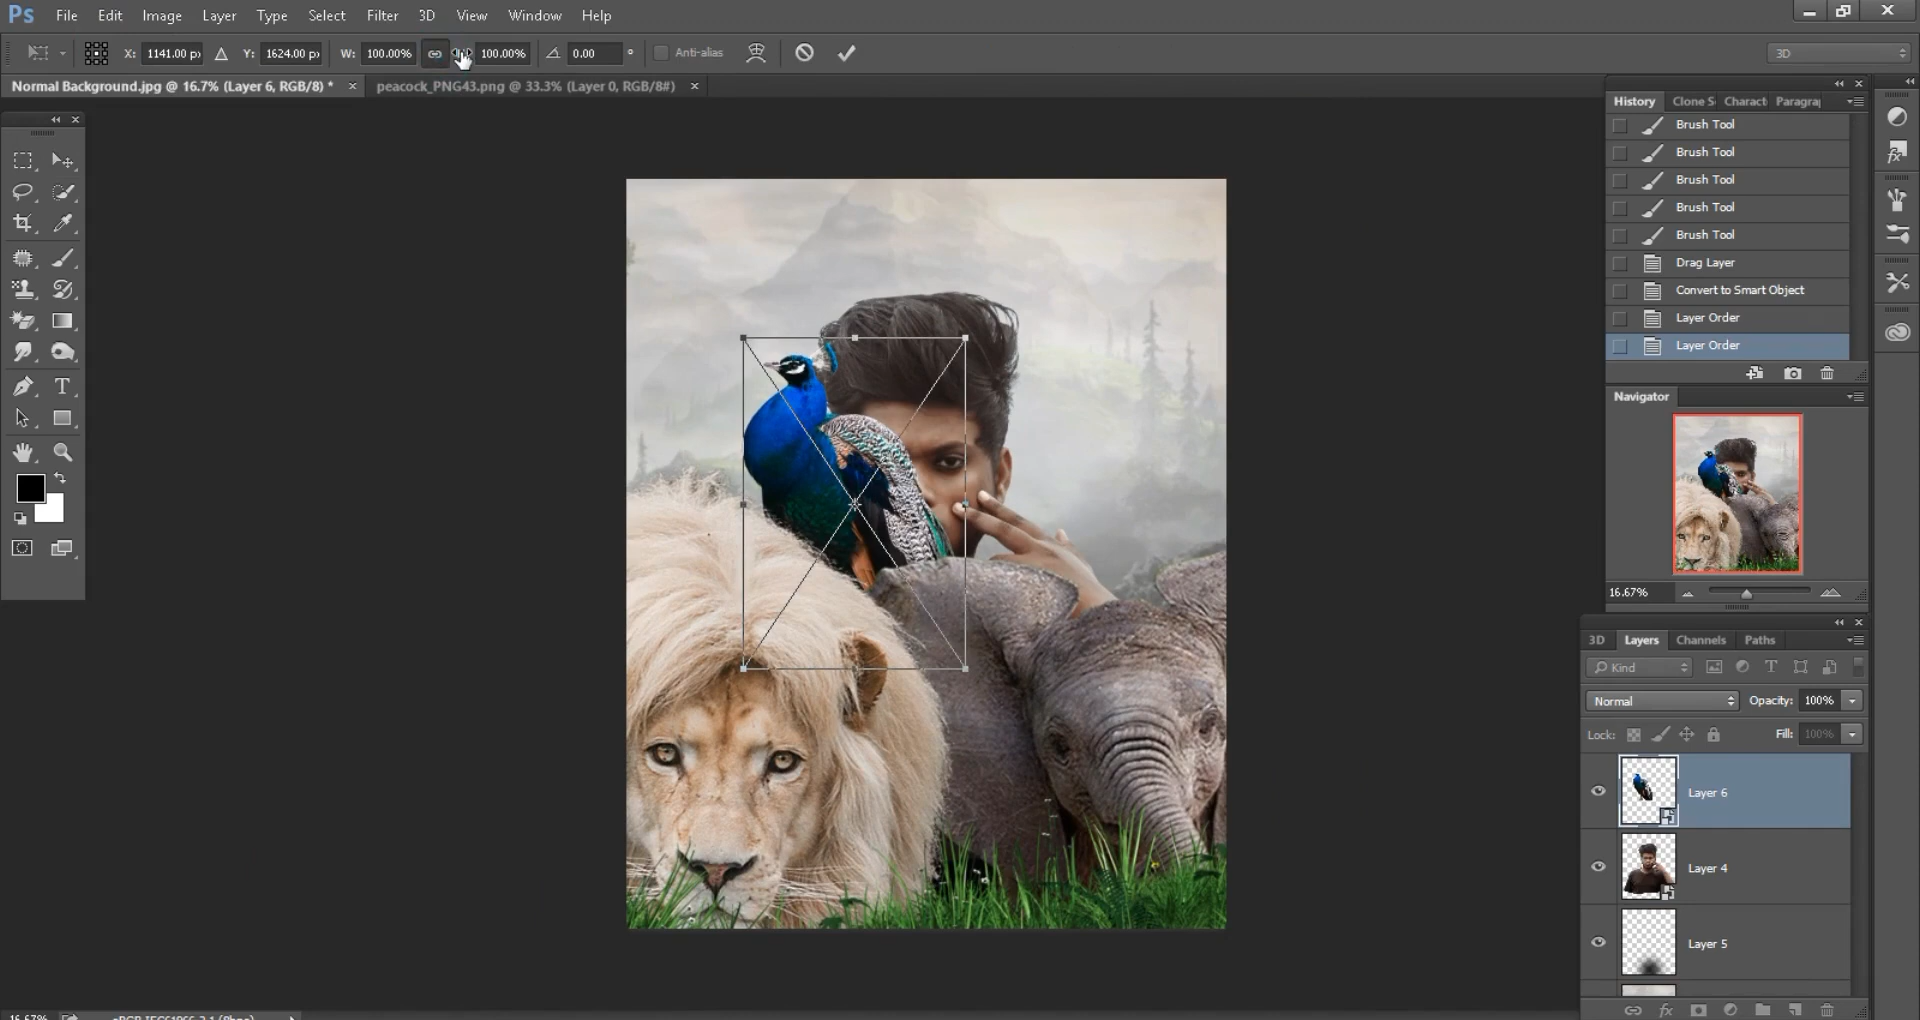 Ps File Edit Image Layer Type Select Filter 3D View Window Help
X: 1141.00 px Y: 1624.00 px W: 100.00% 100.00% 0.00 ° Anti-alias 3D
Normal Background.jpg @ 16.7% (Layer 6, RGB/8) * × peacock_PNG43.png @ 33.3% (Layer 0, RGB/8#) ×
History Clone S Charact Paragra
Brush Tool
Brush Tool
Brush Tool
Brush Tool
Brush Tool
Drag Layer
Convert to Smart Object
Layer Order
Layer Order
Navigator
16.67%
3D Layers Channels Paths
Kind
Normal Opacity: 100%
Lock: Fill: 100%
Layer 6
Layer 4
Layer 5